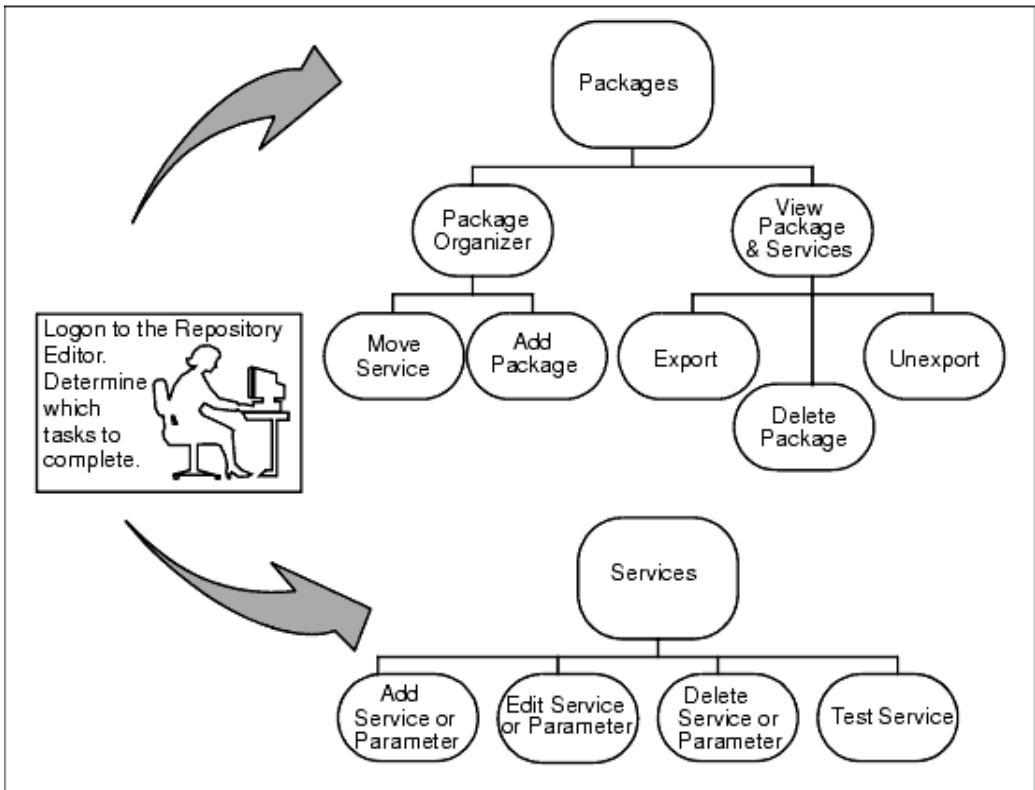 Packages
Package
Organizer
View
Package
& Services
Move
Service
Add
Package
Export
Unexport
Delete
Package
Logon to the Repository
Editor.
Determine
which
tasks to
complete.
Services
Add
Service or
Parameter
Edit Service
or Parameter
Delete
Service or
Parameter
Test Service